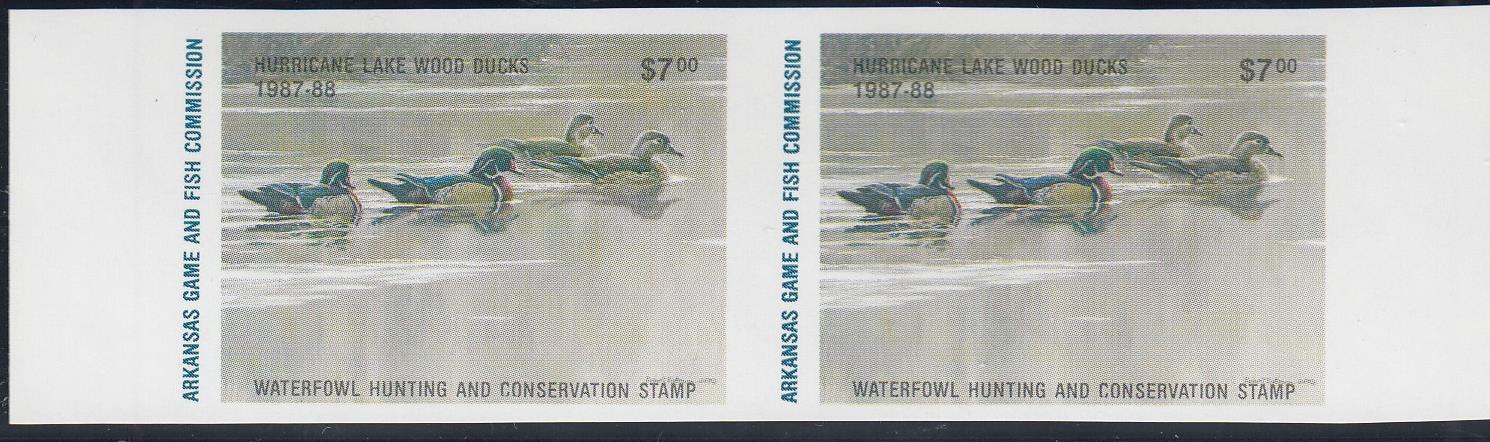 ARKANSAS GAME AND FISH COMMISSION
HURRICANE LAKE WOOD DUCKS
$7.00
1987-88
WATERFOWL HUNTING AND CONSERVATION STAMP
ARKANSAS GAME AND FISH COMMISSION
HURRICANE LAKE WOOD DUCKS
$7.00
1987-88
WATERFOWL HUNTING AND CONSERVATION STAMP